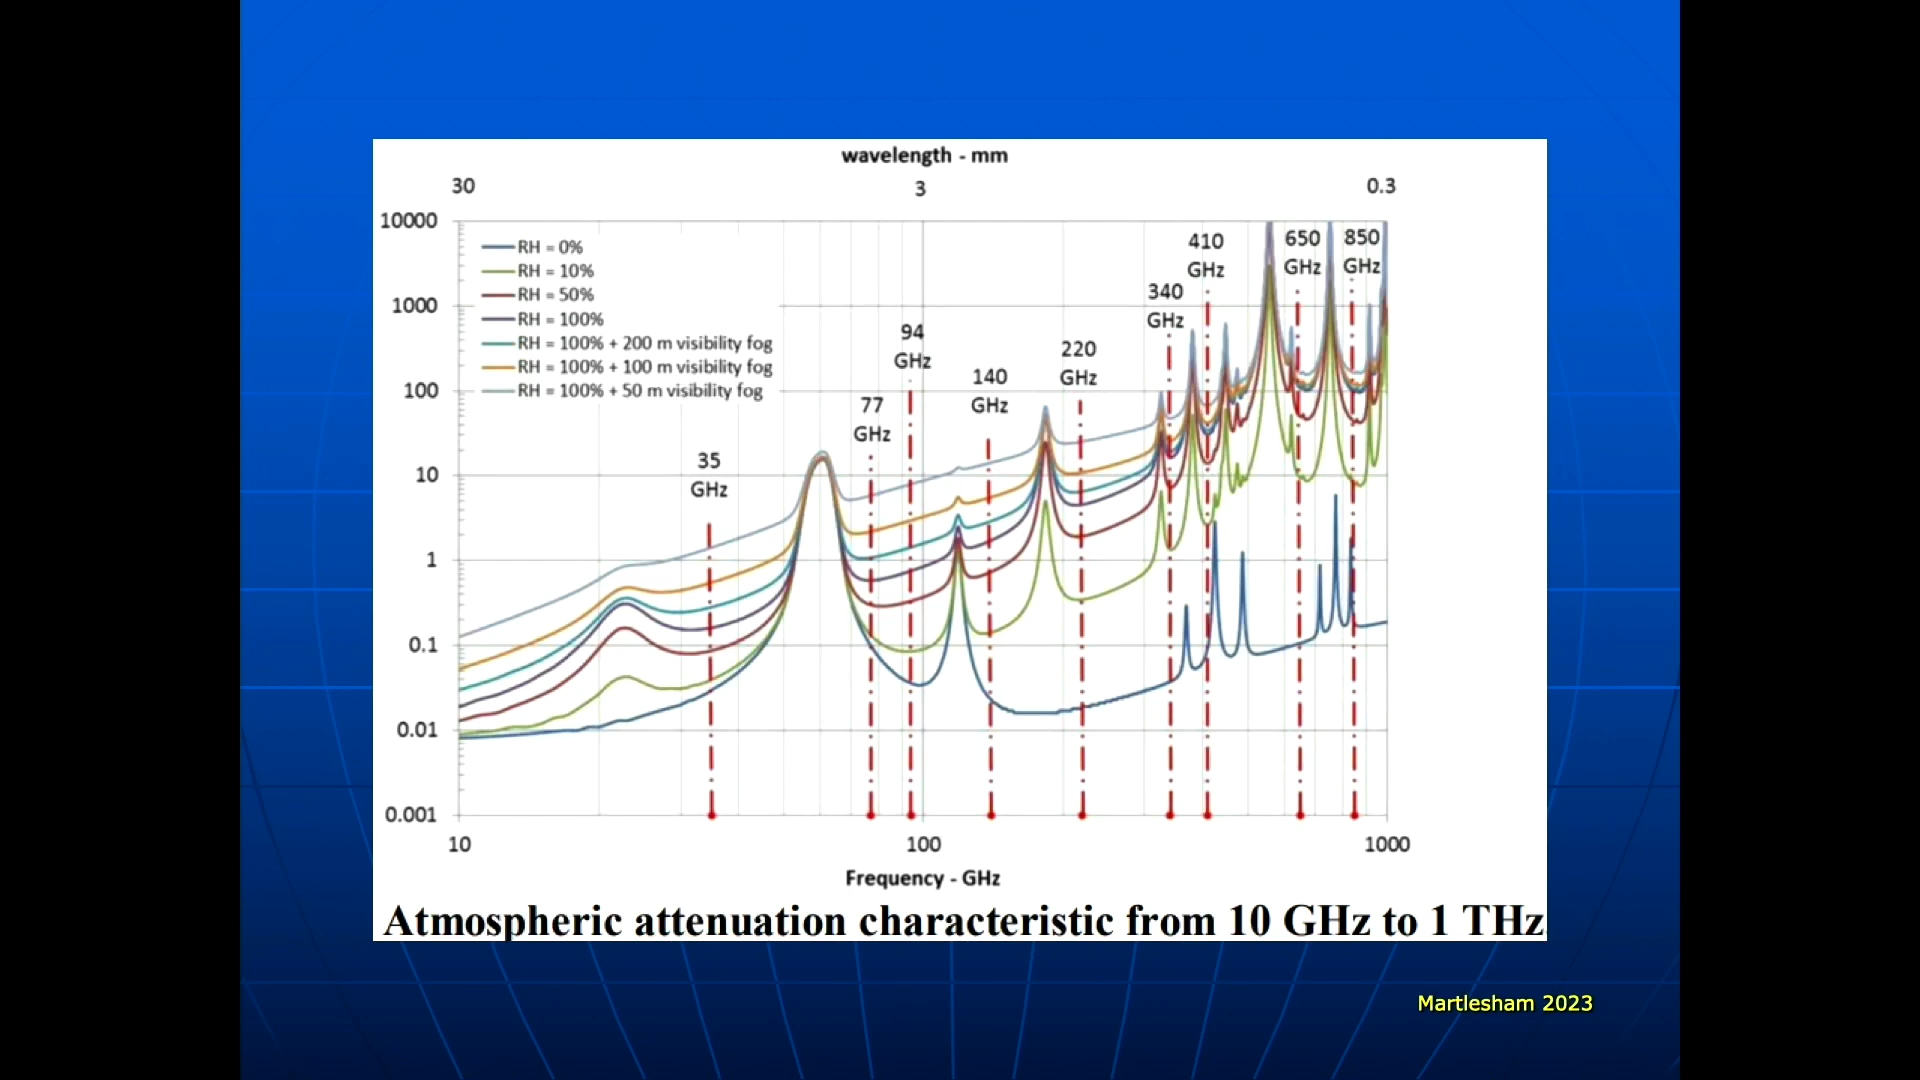 wavelength - mm
30 3 0.3
10000
1000
100
10
1
0.1
0.01
0.001
RH = 0%
RH = 10%
RH = 50%
RH = 100%
RH = 100% + 200 m visibility fog
RH = 100% + 100 m visibility fog
RH = 100% + 50 m visibility fog
35
GHz
77
GHz
94
GHz
140
GHz
220
GHz
340
GHz
410
GHz
650
GHz
850
GHz
10 100 1000
Frequency - GHz
Atmospheric attenuation characteristic from 10 GHz to 1 THz
Martlesham 2023